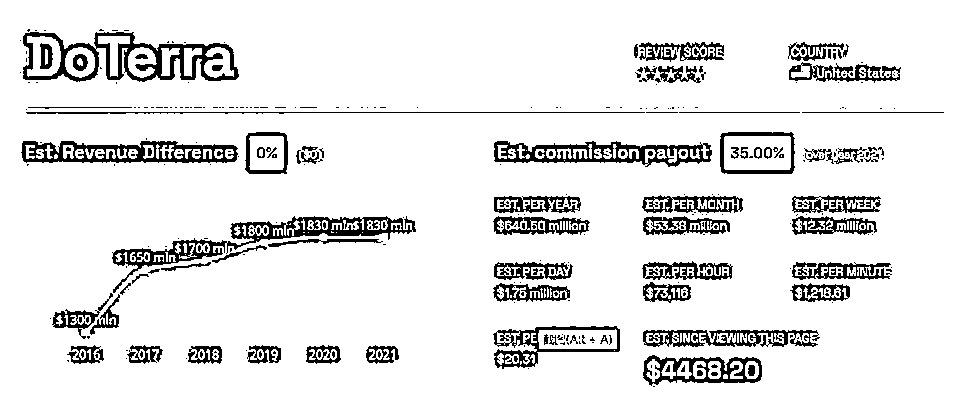 DoTerra
REVIEW SCORE
COUNTRY
United States
Est. Revenue Difference 0% ($0)
Est. commission payout 35.00% over year 2021
EST. PER YEAR
$640.50 million
EST. PER MONTH
$53.38 million
EST. PER WEEK
$12.32 million
EST. PER DAY
$1.75 million
EST. PER HOUR
$73,116
EST. PER MINUTE
$1,218.61
EST. PE
(Alt + A)
$20.31
EST. SINCE VIEWING THIS PAGE
$4468.20
$1300 mln
$1650 mln
$1700 mln
$1800 mln
$1830 mln
$1830 mln
2016 2017 2018 2019 2020 2021